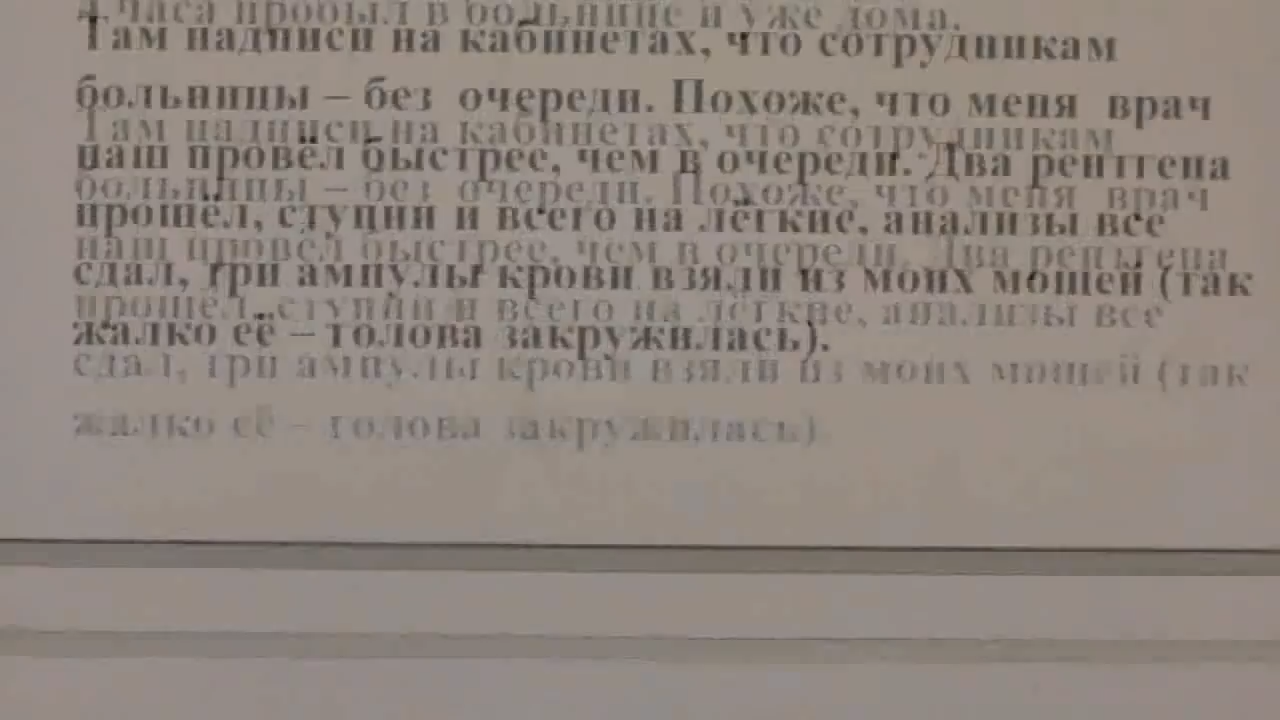 4 часа пробыл в больнице и уже дома.
Там надписи на кабинетах, что сотрудникам
больницы – без очереди. Похоже, что меня врач
наш провёл быстрее, чем в очереди. Два рентгена
прошёл, ступни и всего на лёгкие, анализы все
сдал, три ампулы крови взяли из моих мощей (так
жалко её – голова закружилась).